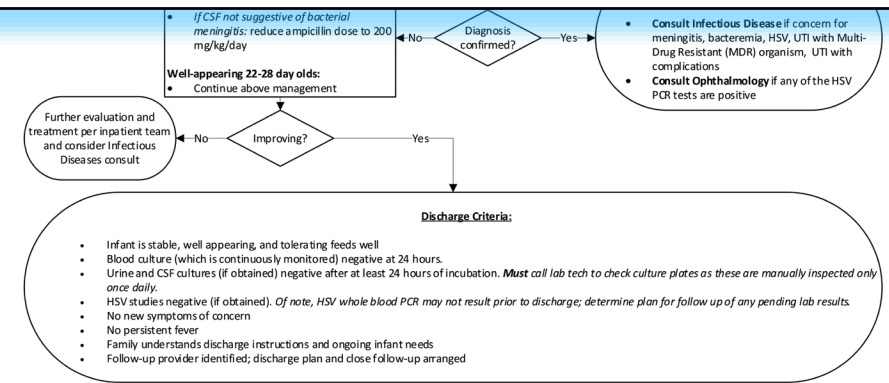 • If CSF not suggestive of bacterial
meningitis: reduce ampicillin dose to 200
mg/kg/day
Well-appearing 22-28 day olds:
• Continue above management
No
Diagnosis
confirmed?
Yes
• Consult Infectious Disease if concern for
meningitis, bacteremia, HSV, UTI with Multi-
Drug Resistant (MDR) organism, UTI with
complications
• Consult Ophthalmology if any of the HSV
PCR tests are positive
Further evaluation and
treatment per inpatient team
and consider Infectious
Diseases consult
No
Improving?
Yes
Discharge Criteria:
• Infant is stable, well appearing, and tolerating feeds well
• Blood culture (which is continuously monitored) negative at 24 hours.
• Urine and CSF cultures (if obtained) negative after at least 24 hours of incubation. Must call lab tech to check culture plates as these are manually inspected only
once daily.
• HSV studies negative (if obtained). Of note, HSV whole blood PCR may not result prior to discharge; determine plan for follow up of any pending lab results.
• No new symptoms of concern
• No persistent fever
• Family understands discharge instructions and ongoing infant needs
• Follow-up provider identified; discharge plan and close follow-up arranged